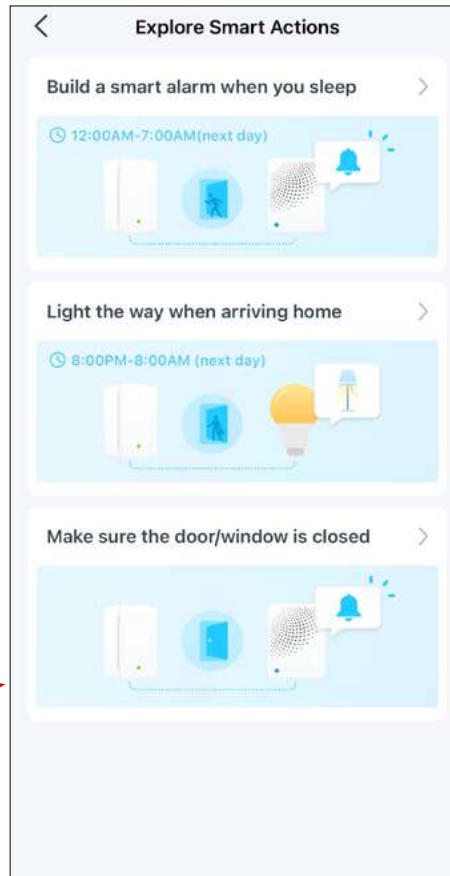 Explore Smart Actions
Build a smart alarm when you sleep
12:00AM-7:00AM(next day)
Light the way when arriving home
8:00PM-8:00AM (next day)
Make sure the door/window is closed